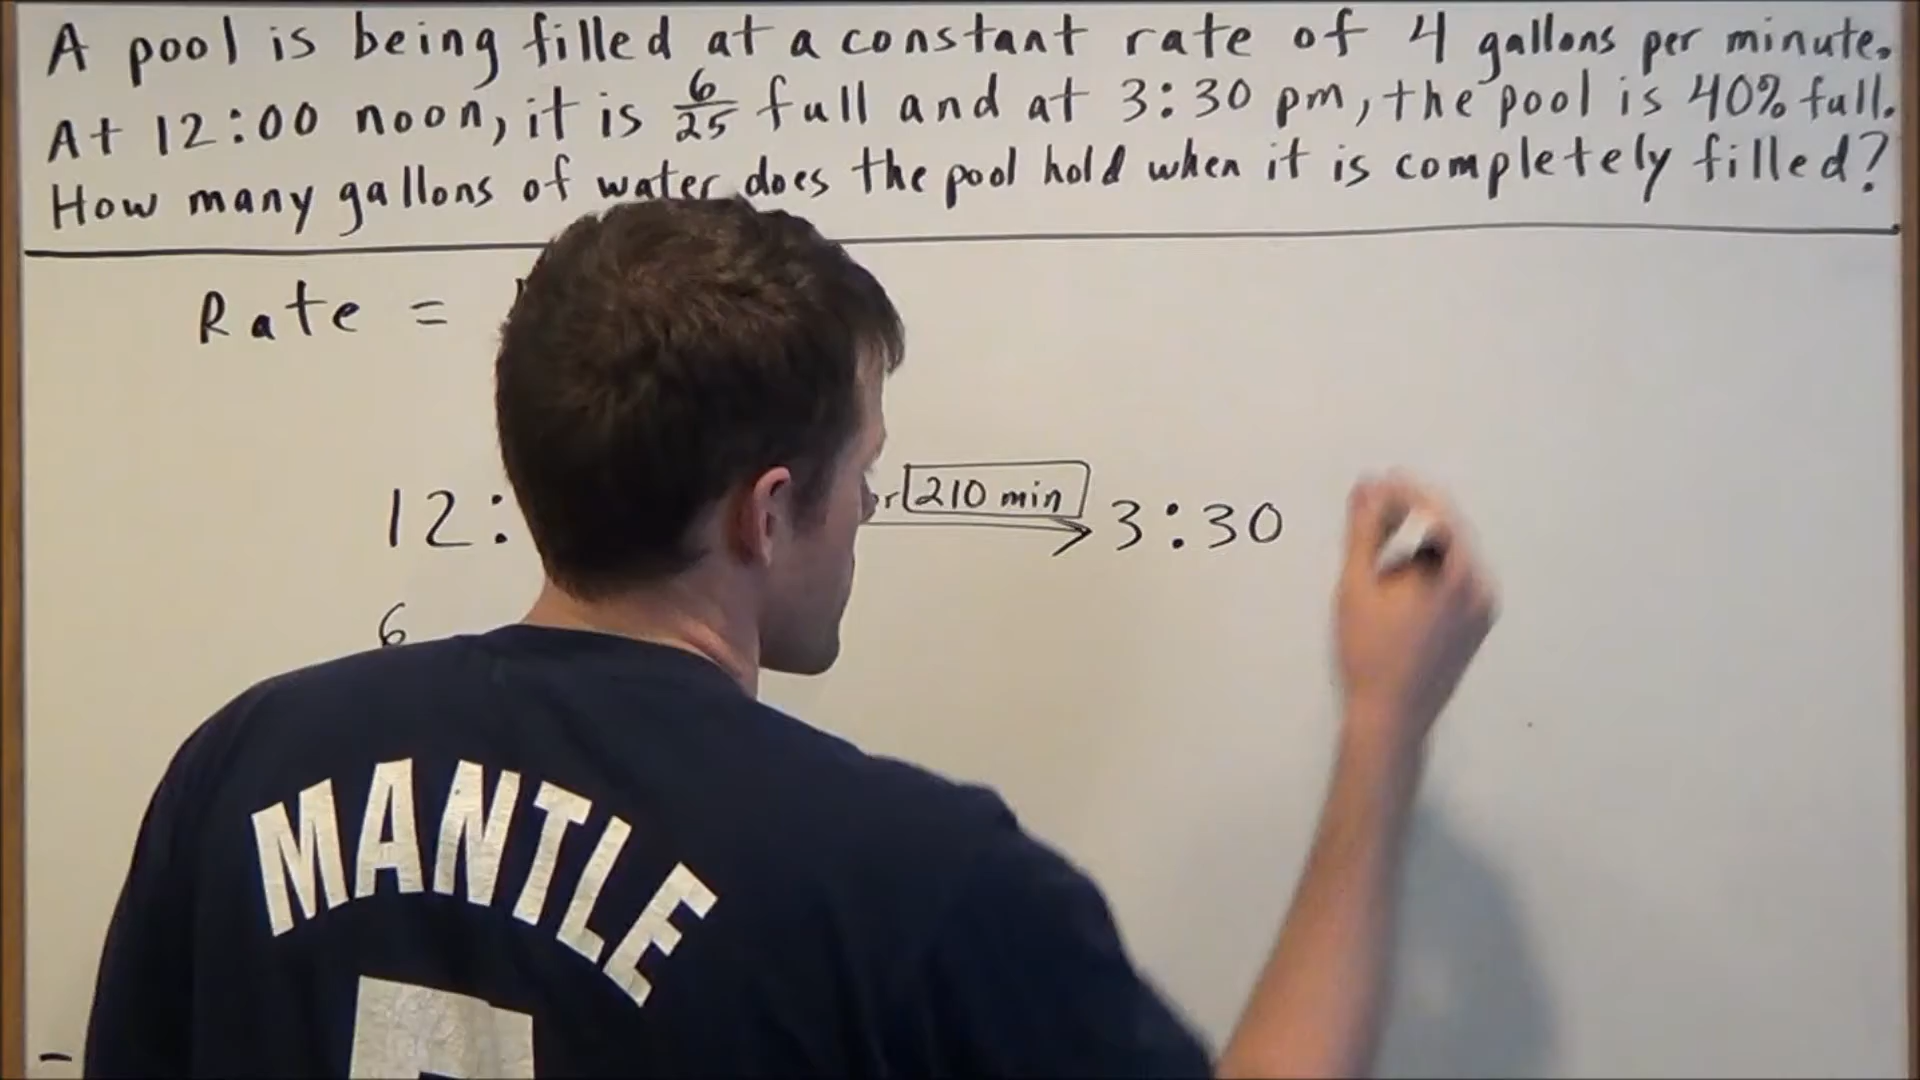 A pool is being filled at a constant rate of 4 gallons per minute.
At 12:00 noon, it is 6/25 full and at 3:30 pm, the pool is 40% full.
How many gallons of water does the pool hold when it is completely filled?
Rate =
12: 210 min 3:30
6
MANTLE